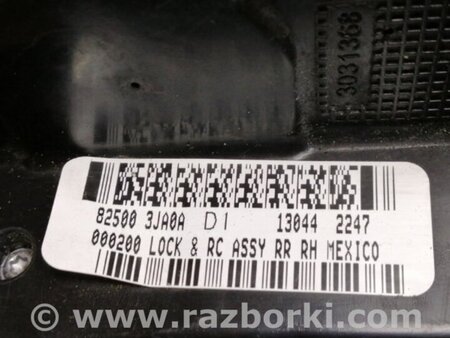 3031368
82500 3JA0A D1 13044 2247
000200 LOCK & RC ASSY RR RH MEXICO
www.razborki.com